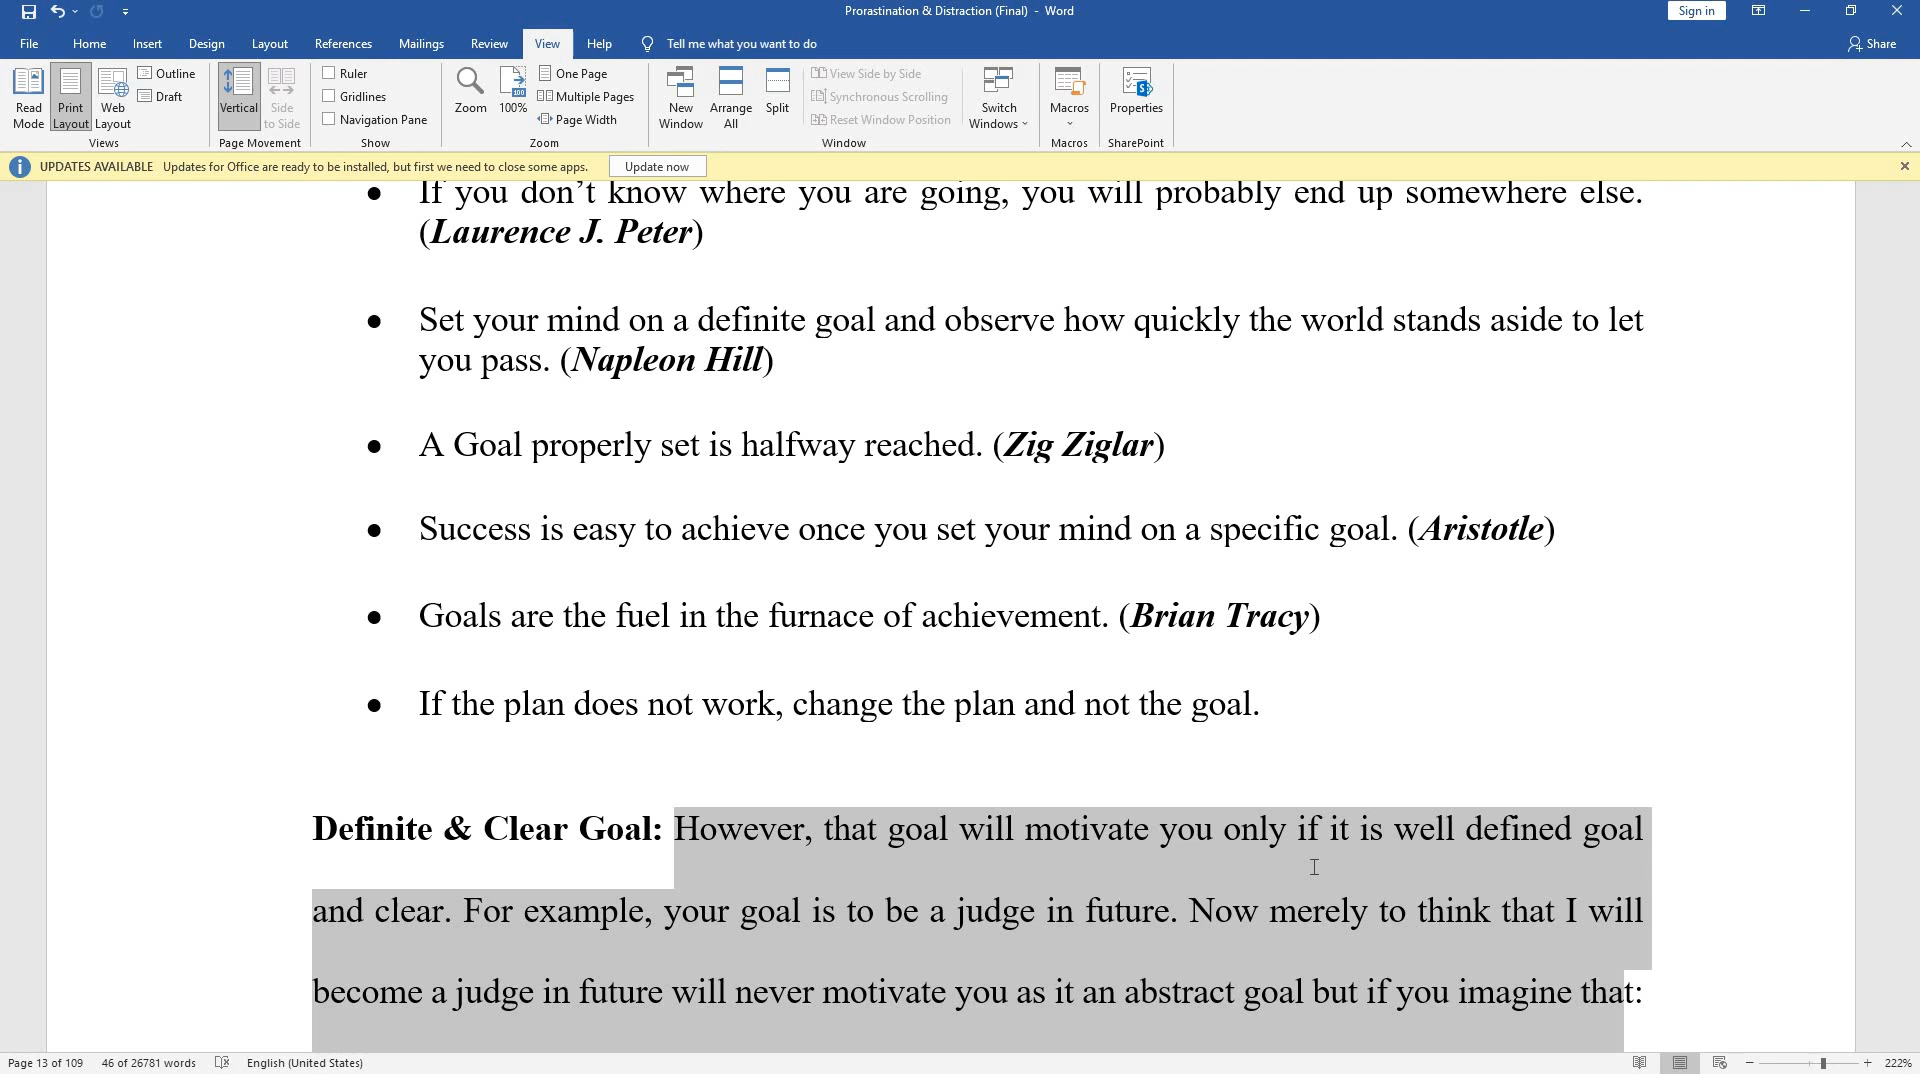 Prorastination & Distraction (Final) - Word
Sign in
File Home Insert Design Layout References Mailings Review View Help Tell me what you want to do Share
Read Mode
Print Layout
Web Layout
Outline
Draft
Views
Vertical
Side to Side
Page Movement
Ruler
Gridlines
Navigation Pane
Show
Zoom
100%
One Page
Multiple Pages
Page Width
Zoom
New Window
Arrange All
Split
View Side by Side
Synchronous Scrolling
Reset Window Position
Switch Windows
Window
Macros
Macros
Properties
SharePoint
UPDATES AVAILABLE Updates for Office are ready to be installed, but first we need to close some apps. Update now
• If you don’t know where you are going, you will probably end up somewhere else.
(Laurence J. Peter)
• Set your mind on a definite goal and observe how quickly the world stands aside to let
you pass. (Napleon Hill)
• A Goal properly set is halfway reached. (Zig Ziglar)
• Success is easy to achieve once you set your mind on a specific goal. (Aristotle)
• Goals are the fuel in the furnace of achievement. (Brian Tracy)
• If the plan does not work, change the plan and not the goal.
Definite & Clear Goal: However, that goal will motivate you only if it is well defined goal
and clear. For example, your goal is to be a judge in future. Now merely to think that I will
become a judge in future will never motivate you as it an abstract goal but if you imagine that:
Page 13 of 109 46 of 26781 words English (United States) 222%